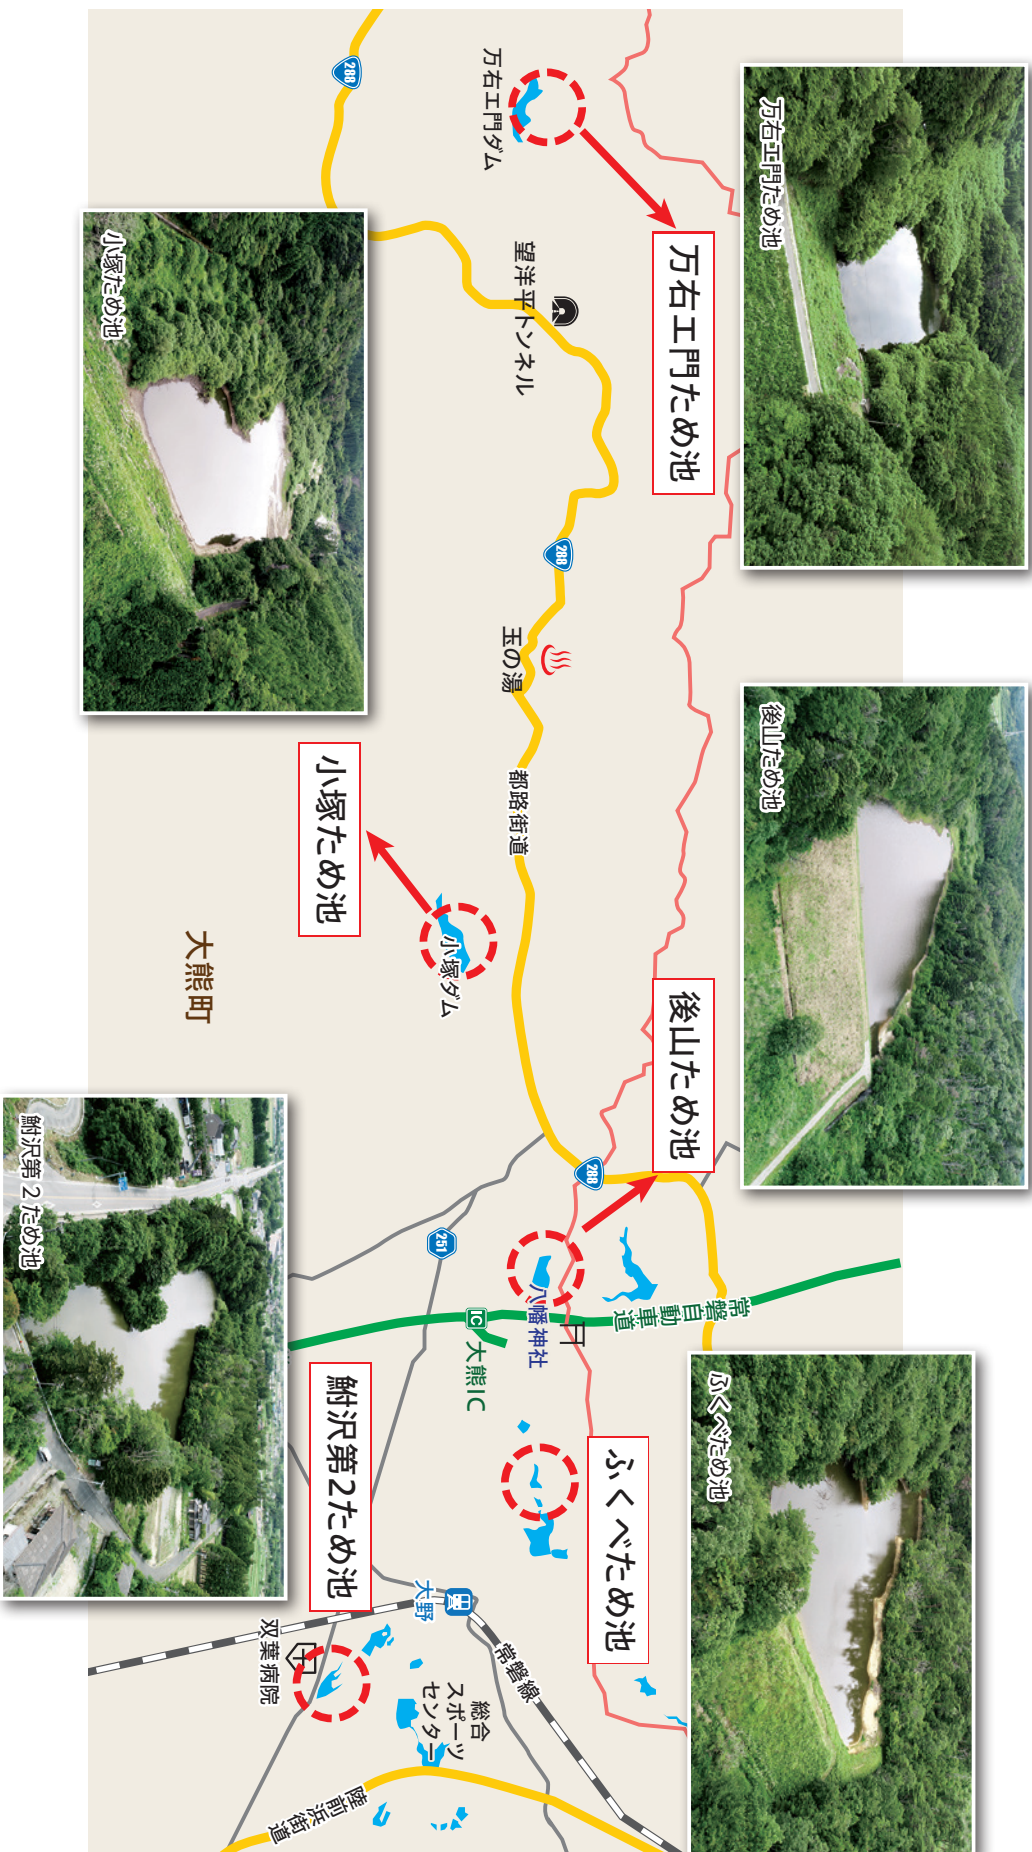 万右エ門ため池
万右エ門ダム
万右エ門ため池
288
小塚ため池
望洋平トンネル
288
玉の湯
都路街道
後山ため池
小塚ため池
小塚ダム
大熊町
後山ため池
288
251
常磐自動車道
八幡神社
IC
大熊IC
鮒沢第２ため池
鮒沢第2ため池
ふくべため池
ふくべため池
大野
常磐線
双葉病院
総合
スポーツ
センター
陸前浜街道